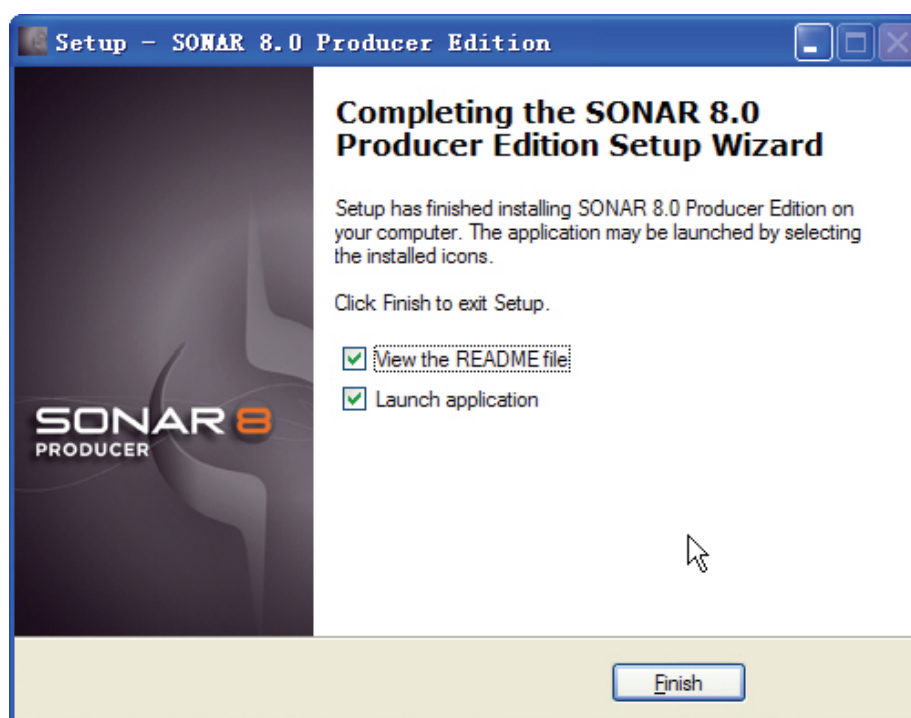 Setup - SONAR 8.0 Producer Edition
Completing the SONAR 8.0
Producer Edition Setup Wizard
Setup has finished installing SONAR 8.0 Producer Edition on
your computer. The application may be launched by selecting
the installed icons.
Click Finish to exit Setup.
View the README file
Launch application
SONAR 8
PRODUCER
Finish